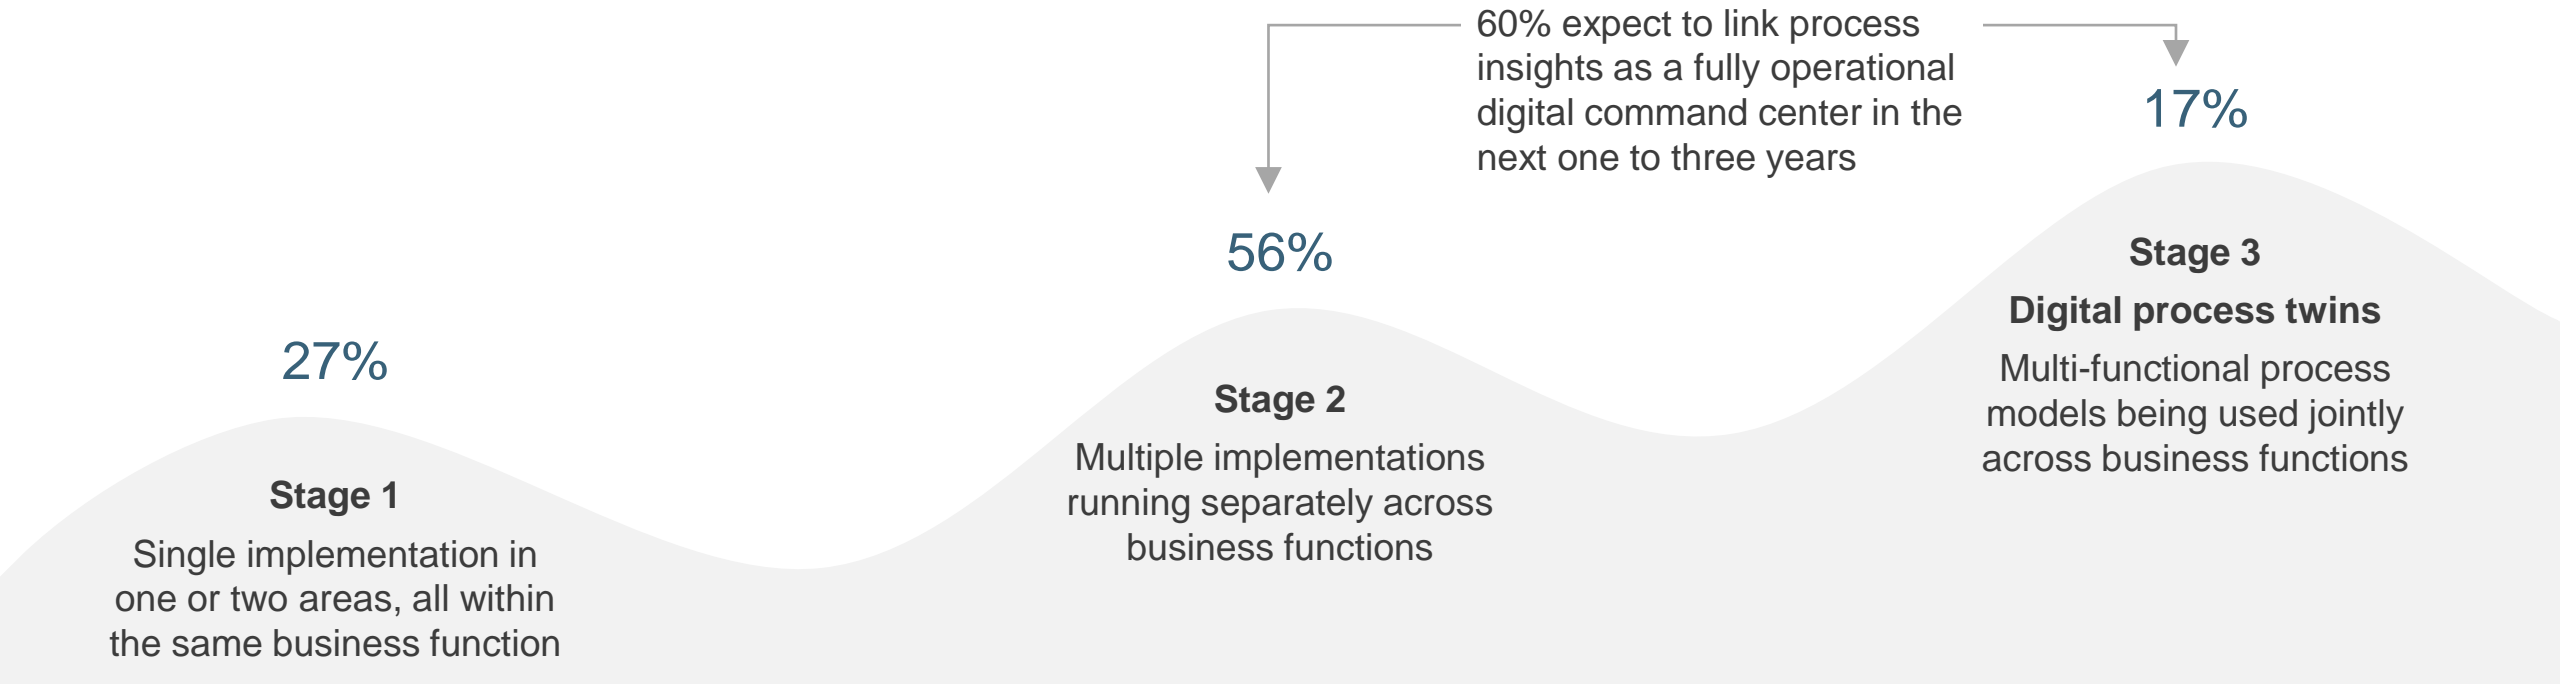 60% expect to link process
insights as a fully operational
digital command center in the
next one to three years
27%
Stage 1
Single implementation in
one or two areas, all within
the same business function
56%
Stage 2
Multiple implementations
running separately across
business functions
17%
Stage 3
Digital process twins
Multi-functional process
models being used jointly
across business functions